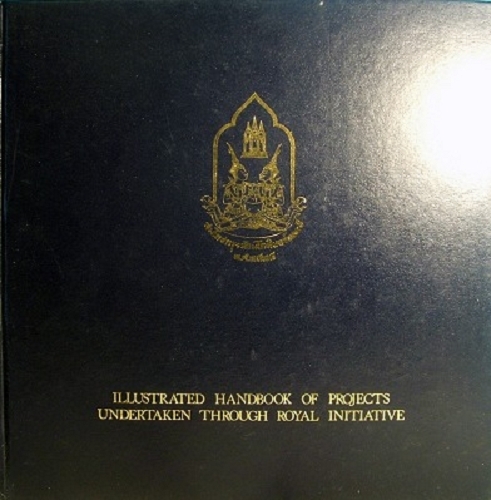 ILLUSTRATED HANDBOOK OF PROJECTS
UNDERTAKEN THROUGH ROYAL INITIATIVE